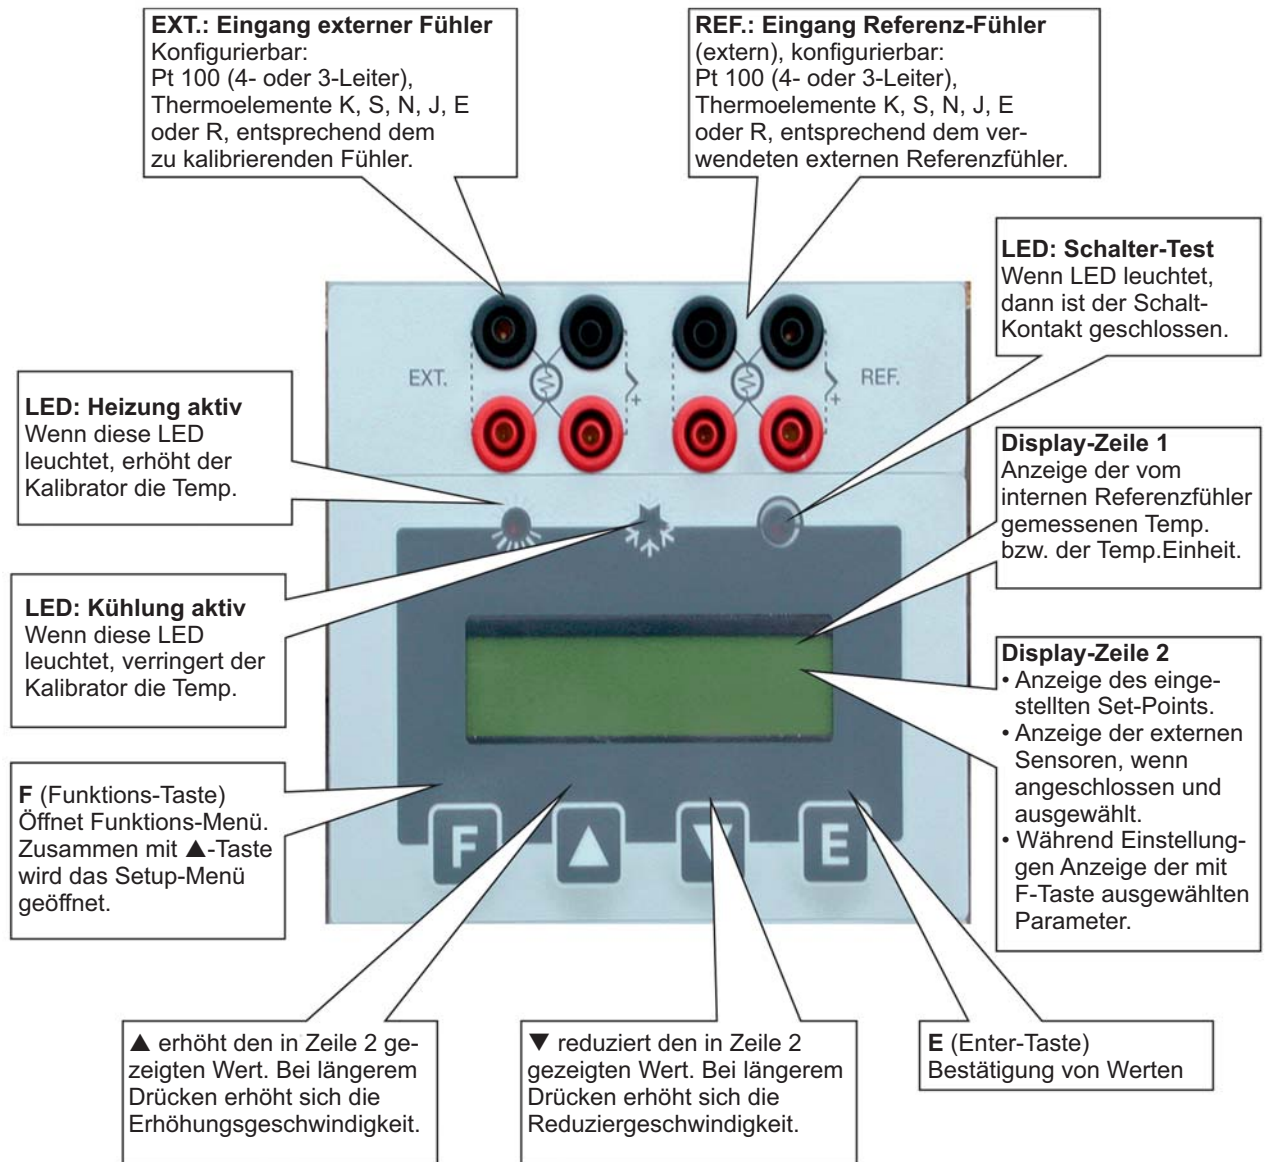 EXT.: Eingang externer Fühler
Konfigurierbar:
Pt 100 (4- oder 3-Leiter),
Thermoelemente K, S, N, J, E
oder R, entsprechend dem
zu kalibrierenden Fühler.
REF.: Eingang Referenz-Fühler
(extern), konfigurierbar:
Pt 100 (4- oder 3-Leiter),
Thermoelemente K, S, N, J, E
oder R, entsprechend dem ver-
wendeten externen Referenzfühler.
LED: Schalter-Test
Wenn LED leuchtet,
dann ist der Schalt-
Kontakt geschlossen.
EXT.
+
+
REF.
LED: Heizung aktiv
Wenn diese LED
leuchtet, erhöht der
Kalibrator die Temp.
Display-Zeile 1
Anzeige der vom
internen Referenzfühler
gemessenen Temp.
bzw. der Temp.Einheit.
LED: Kühlung aktiv
Wenn diese LED
leuchtet, verringert der
Kalibrator die Temp.
Display-Zeile 2
• Anzeige des einge-
stellten Set-Points.
• Anzeige der externen
Sensoren, wenn
angeschlossen und
ausgewählt.
• Während Einstellung-
gen Anzeige der mit
F-Taste ausgewählten
Parameter.
F (Funktions-Taste)
Öffnet Funktions-Menü.
Zusammen mit ▲-Taste
wird das Setup-Menü
geöffnet.
F ▲ ▼ E
▲ erhöht den in Zeile 2 ge-
zeigten Wert. Bei längerem
Drücken erhöht sich die
Erhöhungsgeschwindigkeit.
▼ reduziert den in Zeile 2
gezeigten Wert. Bei längerem
Drücken erhöht sich die
Reduziergeschwindigkeit.
E (Enter-Taste)
Bestätigung von Werten